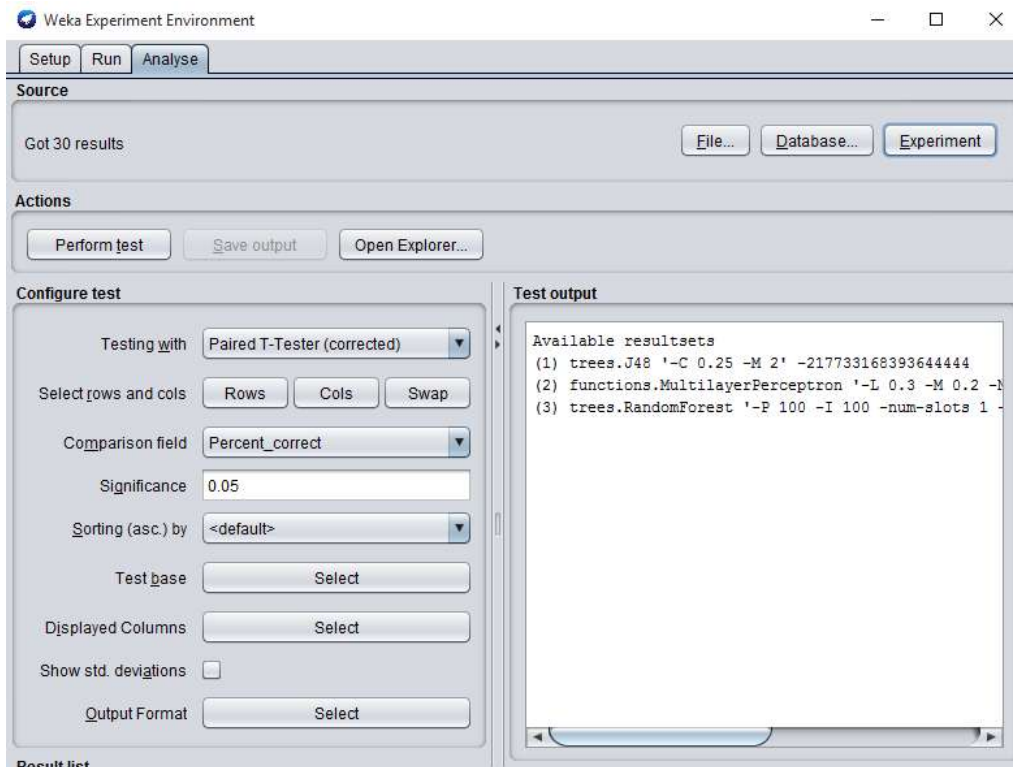 Weka Experiment Environment
Setup Run Analyse
Source
Got 30 results
File... Database... Experiment
Actions
Perform test Save output Open Explorer...
Configure test
Testing with Paired T-Tester (corrected)
Select rows and cols Rows Cols Swap
Comparison field Percent_correct
Significance 0.05
Sorting (asc.) by <default>
Test base Select
Displayed Columns Select
Show std. deviations
Output Format Select
Result list
Test output
Available resultsets
(1) trees.J48 '-C 0.25 -M 2' -217733168393644444
(2) functions.MultilayerPerceptron '-L 0.3 -M 0.2 -N
(3) trees.RandomForest '-P 100 -I 100 -num-slots 1 -